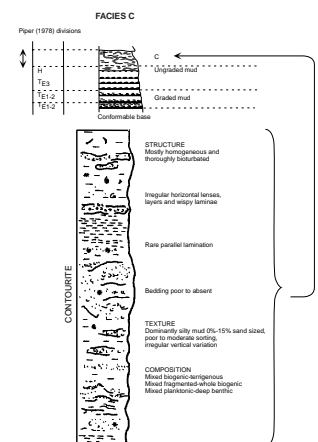 FACIES C
Piper (1978) divisions
C
H
Ungraded mud
TE3
TE1-2
Graded mud
TE1-2
Conformable base
STRUCTURE
Mostly homogeneous and
thoroughly bioturbated
Irregular horizontal lenses,
layers and wispy laminae
Rare parallel lamination
CONTOURITE
Bedding poor to absent
TEXTURE
Dominantly silty mud 0%-15% sand sized,
poor to moderate sorting,
irregular vertical variation
COMPOSITION
Mixed biogenic-terrigenous
Mixed fragmented-whole biogenic
Mixed planktonic-deep benthic